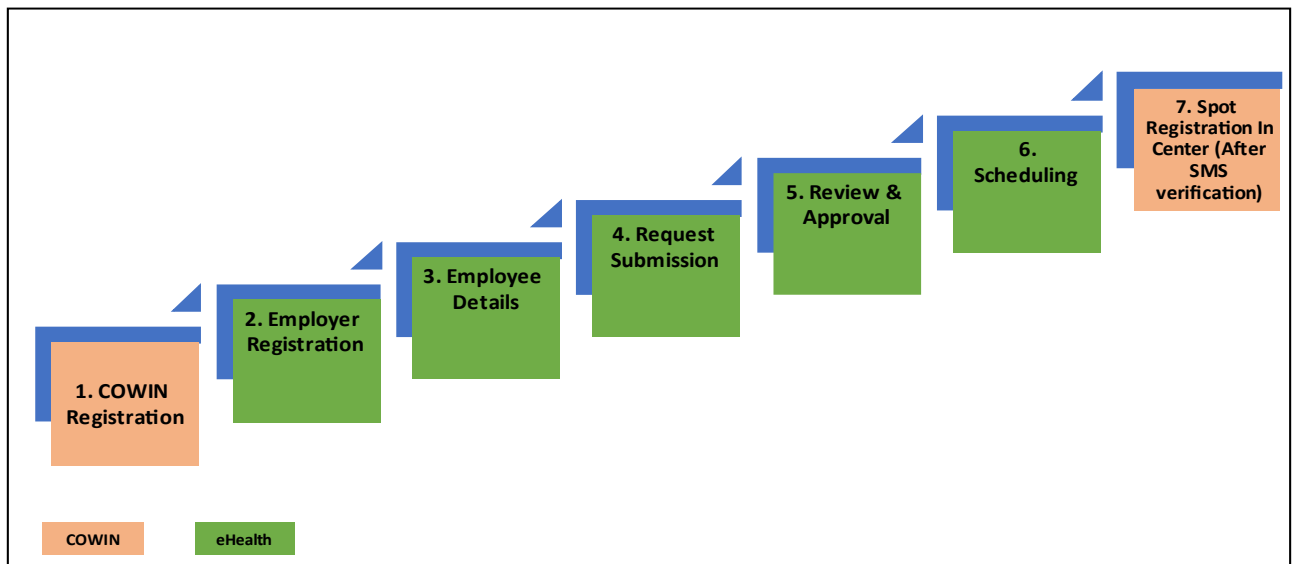 1. COWIN
Registration
2. Employer
Registration
3. Employee
Details
4. Request
Submission
5. Review &
Approval
6.
Scheduling
7. Spot
Registration In
Center (After
SMS
verification)
COWIN
eHealth